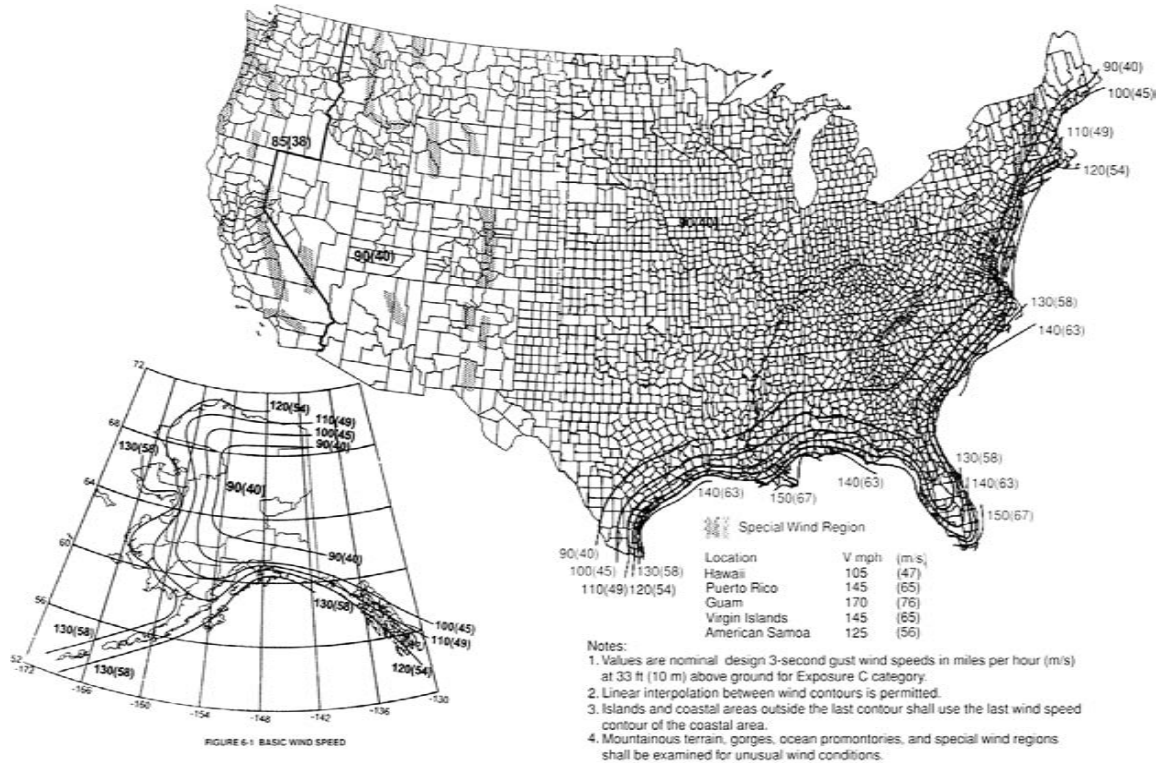 90(40)
100(45)
110(49)
120(54)
85(38)
90(40)
90(40)
130(58)
140(63)
72
68
64
60
56
52
120(54)
110(49)
100(45)
90(40)
130(58)
90(40)
90(40)
130(58)
100(45)
110(49)
120(54)
130(58)
130(58)
-172
-166
-160
-154
-148
-142
-136
-130
FIGURE 6-1 BASIC WIND SPEED
130(58)
140(63)
150(67)
140(63)
150(67)
140(63)
90(40)
100(45)
110(49)
120(54)
130(58)
Special Wind Region
Location V mph (m/s)
Hawaii 105 (47)
Puerto Rico 145 (65)
Guam 170 (76)
Virgin Islands 145 (65)
American Samoa 125 (56)
Notes:
1. Values are nominal design 3-second gust wind speeds in miles per hour (m/s)
at 33 ft (10 m) above ground for Exposure C category.
2. Linear interpolation between wind contours is permitted.
3. Islands and coastal areas outside the last contour shall use the last wind speed
contour of the coastal area.
4. Mountainous terrain, gorges, ocean promontories, and special wind regions
shall be examined for unusual wind conditions.